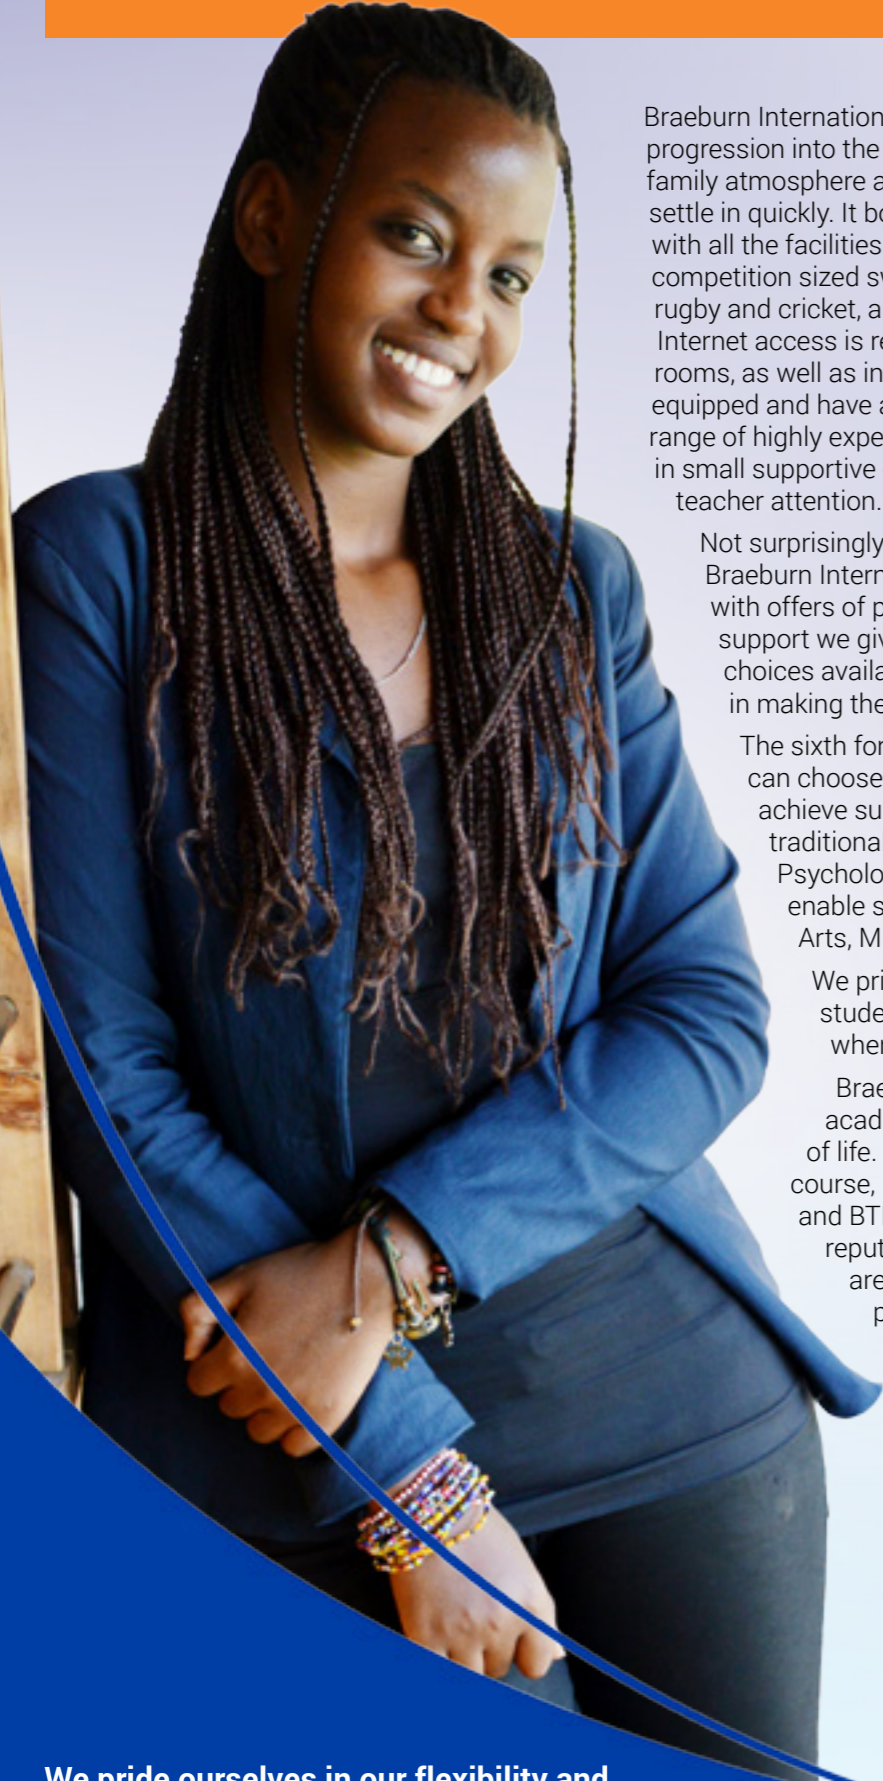 Braeburn Internation
progression into the
family atmosphere a
settle in quickly. It bo
with all the facilities
competition sized sw
rugby and cricket, a
Internet access is re
rooms, as well as in
equipped and have a
range of highly expe
in small supportive
teacher attention.
Not surprisingly
Braeburn Intern
with offers of p
support we giv
choices availa
in making the
The sixth for
can choose
achieve su
traditiona
Psycholo
enable s
Arts, M
We pri
stude
wher
Brae
acad
of life.
course,
and BT
reput
are
p
We pride ourselves in our flexibility and